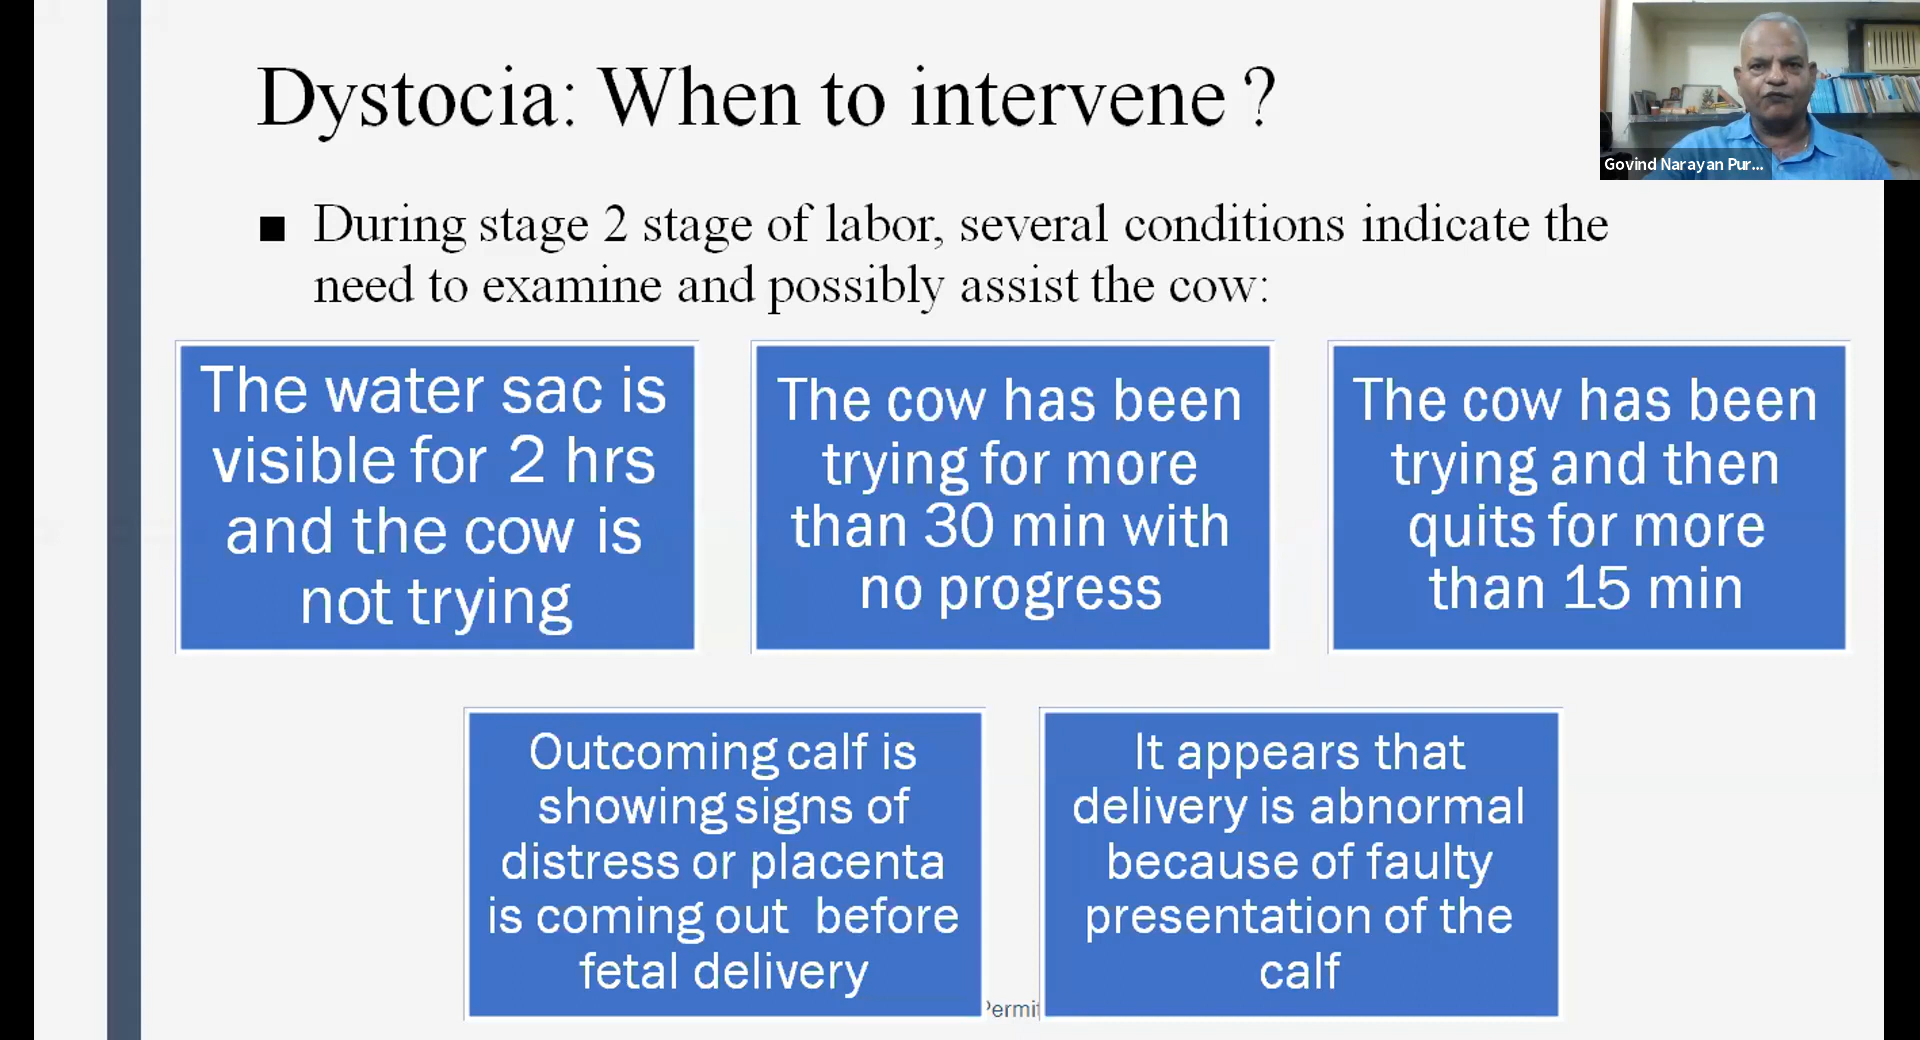 Dystocia: When to intervene ?
Govind Narayan Pur...
■ During stage 2 stage of labor, several conditions indicate the
need to examine and possibly assist the cow:
The water sac is
visible for 2 hrs
and the cow is
not trying
The cow has been
trying for more
than 30 min with
no progress
The cow has been
trying and then
quits for more
than 15 min
Outcoming calf is
showing signs of
distress or placenta
is coming out before
fetal delivery
It appears that
delivery is abnormal
because of faulty
presentation of the
calf